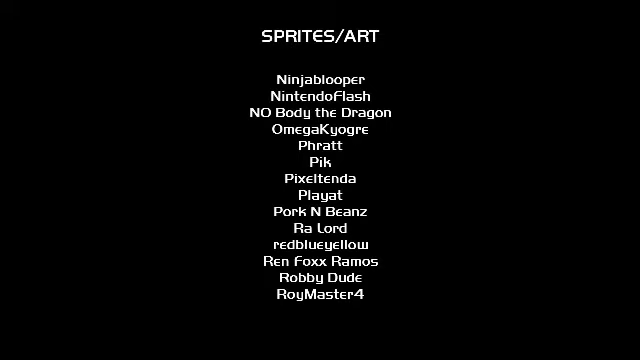 SPRITES/ART
Ninjablooper
NintendoFlash
NO Body the Dragon
OmegaKyogre
Phratt
Pik
Pixeltenda
Playat
Pork N Beanz
Ra Lord
redblueyellow
Ren Foxx Ramos
Robby Dude
RoyMaster4